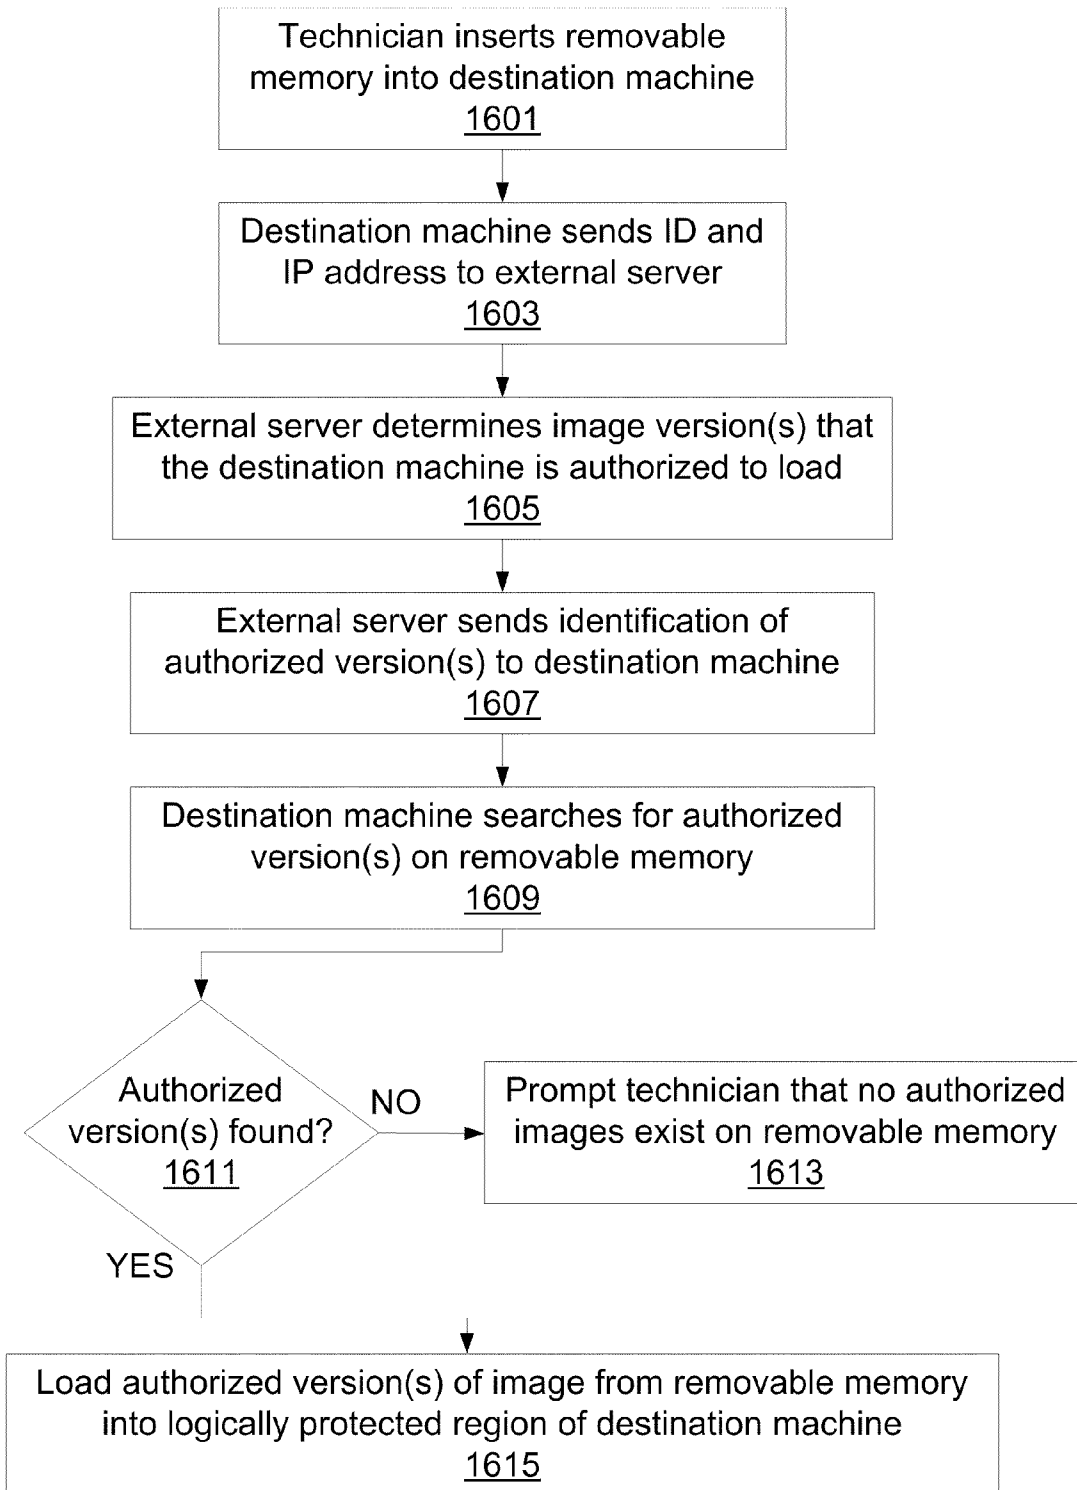 Technician inserts removable
memory into destination machine
1601
Destination machine sends ID and
IP address to external server
1603
External server determines image version(s) that
the destination machine is authorized to load
1605
External server sends identification of
authorized version(s) to destination machine
1607
Destination machine searches for authorized
version(s) on removable memory
1609
Authorized
version(s) found?
1611
NO
Prompt technician that no authorized
images exist on removable memory
1613
YES
Load authorized version(s) of image from removable memory
into logically protected region of destination machine
1615